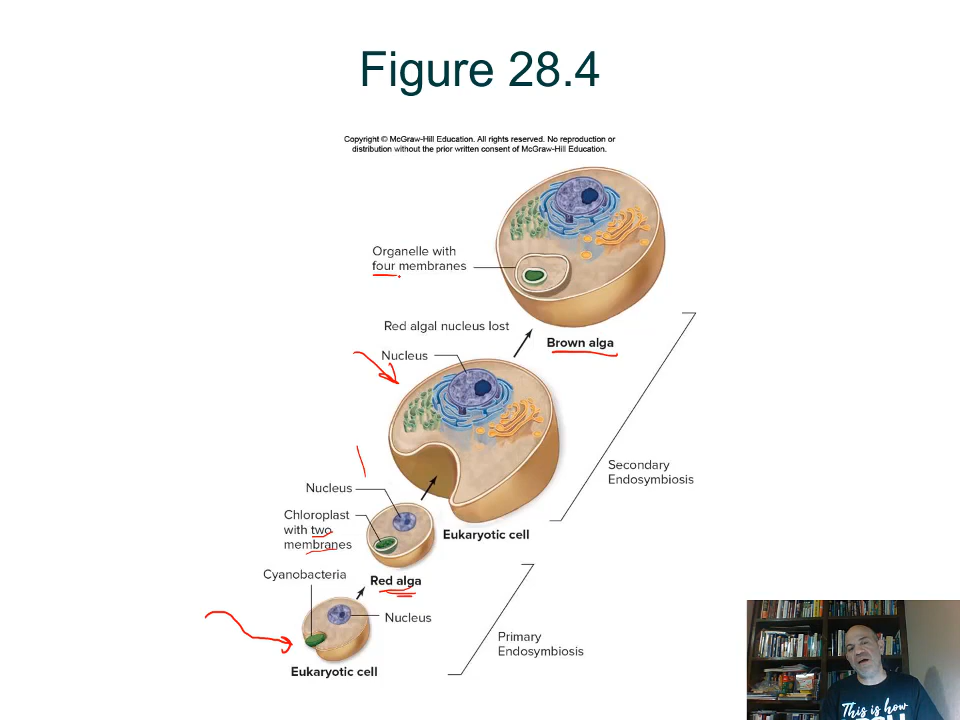 Figure 28.4
Copyright © McGraw-Hill Education. All rights reserved. No reproduction or
distribution without the prior written consent of McGraw-Hill Education.
Organelle with
four membranes
Red algal nucleus lost
Brown alga
Nucleus
Secondary
Endosymbiosis
Nucleus
Chloroplast
with two
membranes
Eukaryotic cell
Cyanobacteria
Red alga
Nucleus
Primary
Endosymbiosis
Eukaryotic cell
This is how